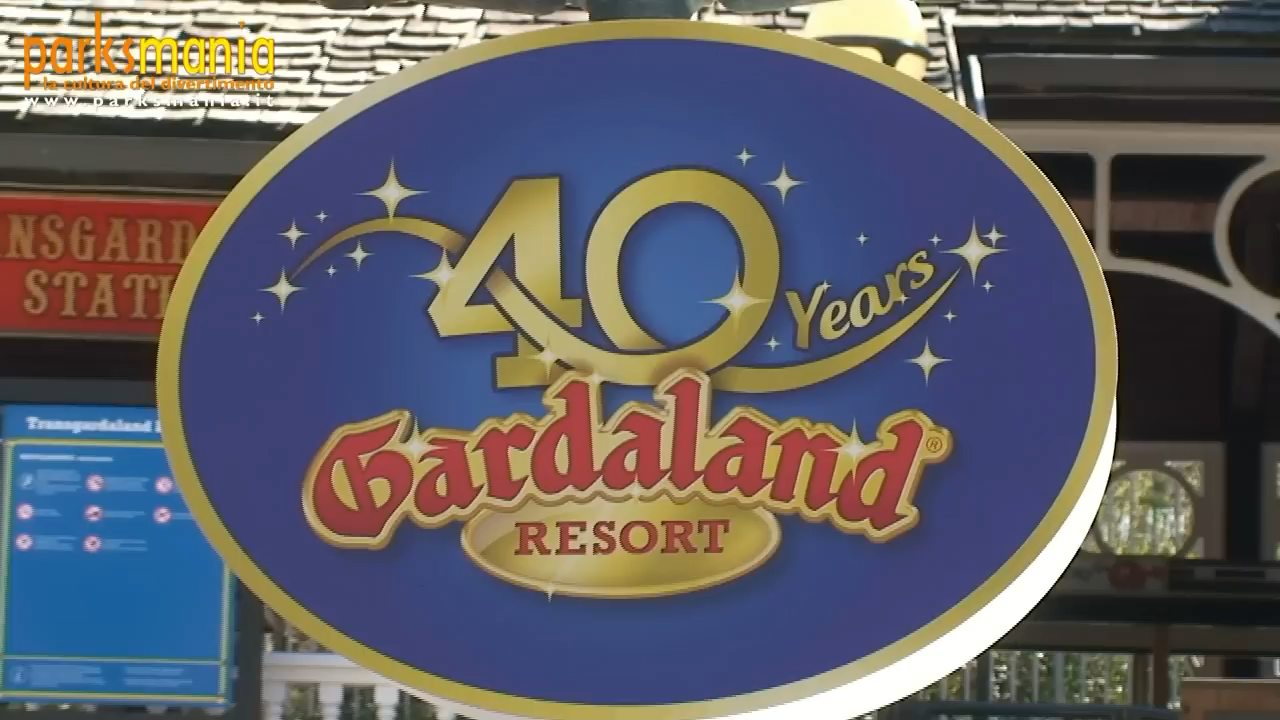 parksmania
la cultura del divertimento
www.parksmania.it
40 Years
Gardaland®
RESORT
NSGARD
STATI
Transgardaland